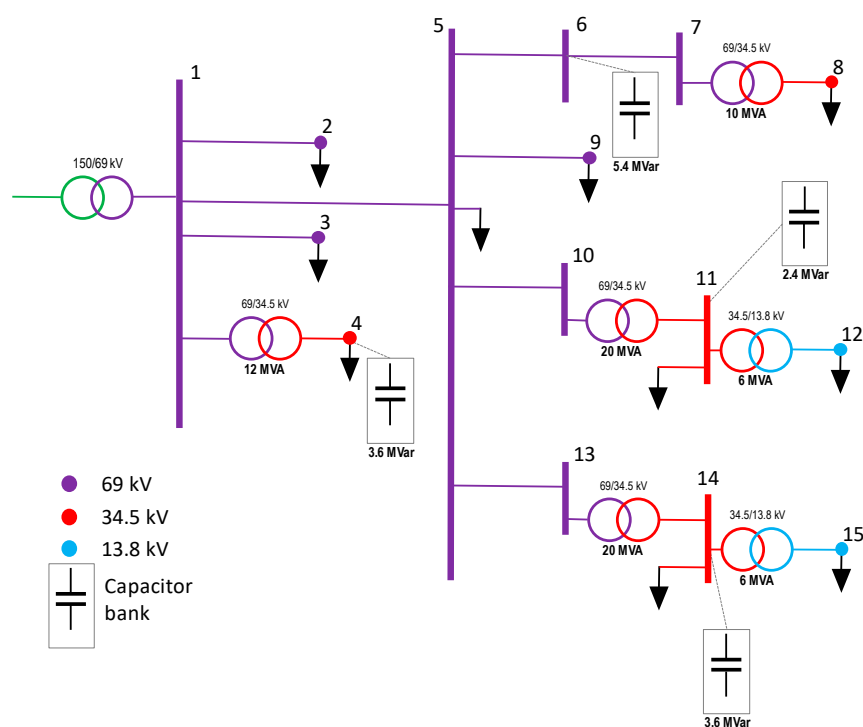 5
6
7
69/34.5 kV
8
10 MVA
5.4 MVar
1
2
150/69 kV
9
3
2.4 MVar
10
69/34.5 kV
11
34.5/13.8 kV
12
20 MVA
6 MVA
69/34.5 kV
4
12 MVA
3.6 MVar
13
69/34.5 kV
14
34.5/13.8 kV
15
20 MVA
6 MVA
3.6 MVar
69 kV
34.5 kV
13.8 kV
Capacitor
bank